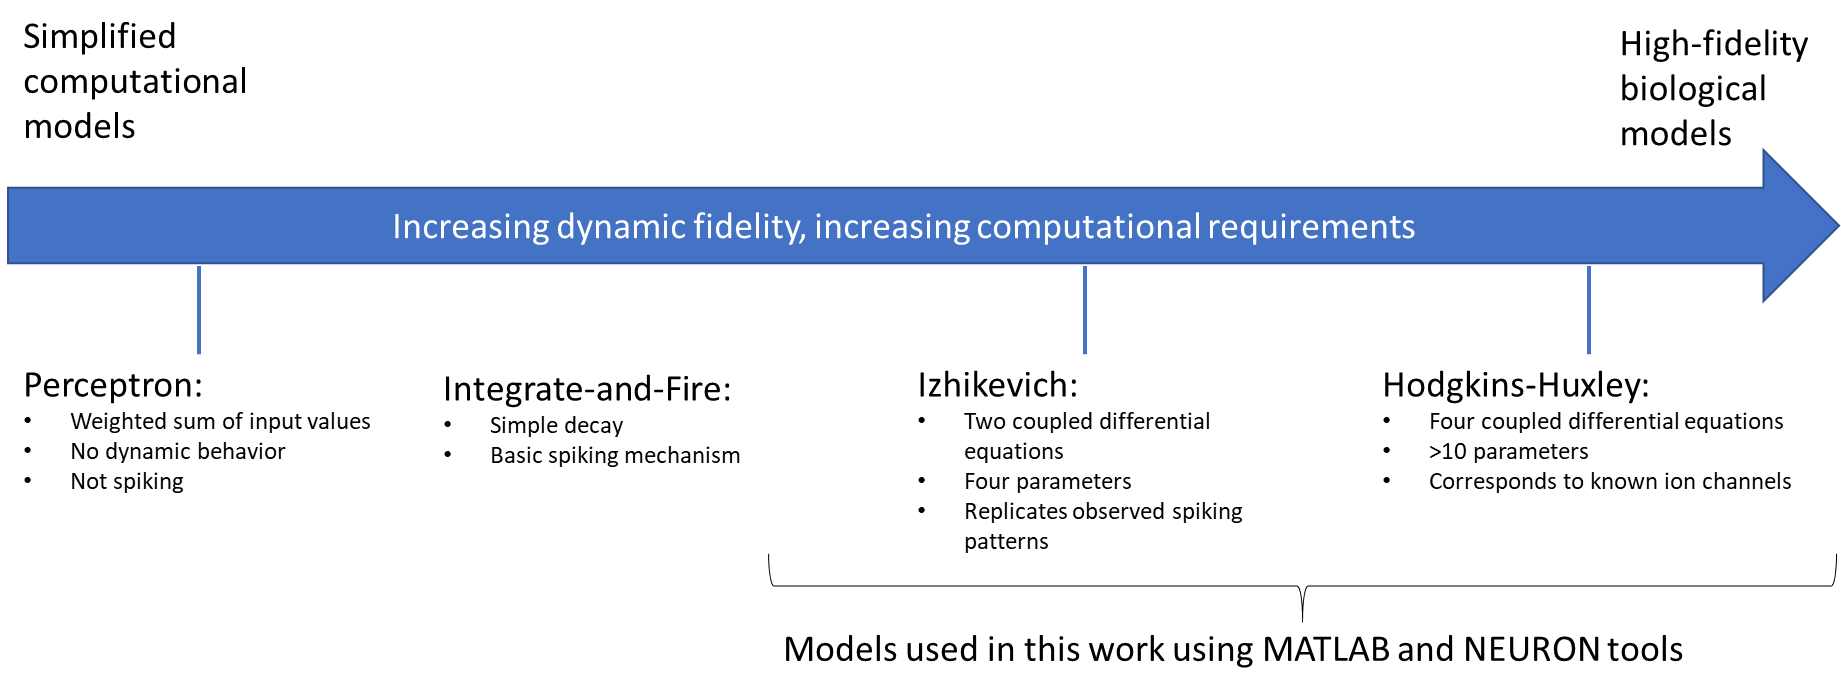 Simplified
computational
models
High-fidelity
biological
models
Increasing dynamic fidelity, increasing computational requirements
Perceptron:
• Weighted sum of input values
• No dynamic behavior
• Not spiking
Integrate-and-Fire:
• Simple decay
• Basic spiking mechanism
Izhikevich:
• Two coupled differential
equations
• Four parameters
• Replicates observed spiking
patterns
Hodgkins-Huxley:
• Four coupled differential equations
• >10 parameters
• Corresponds to known ion channels
Models used in this work using MATLAB and NEURON tools